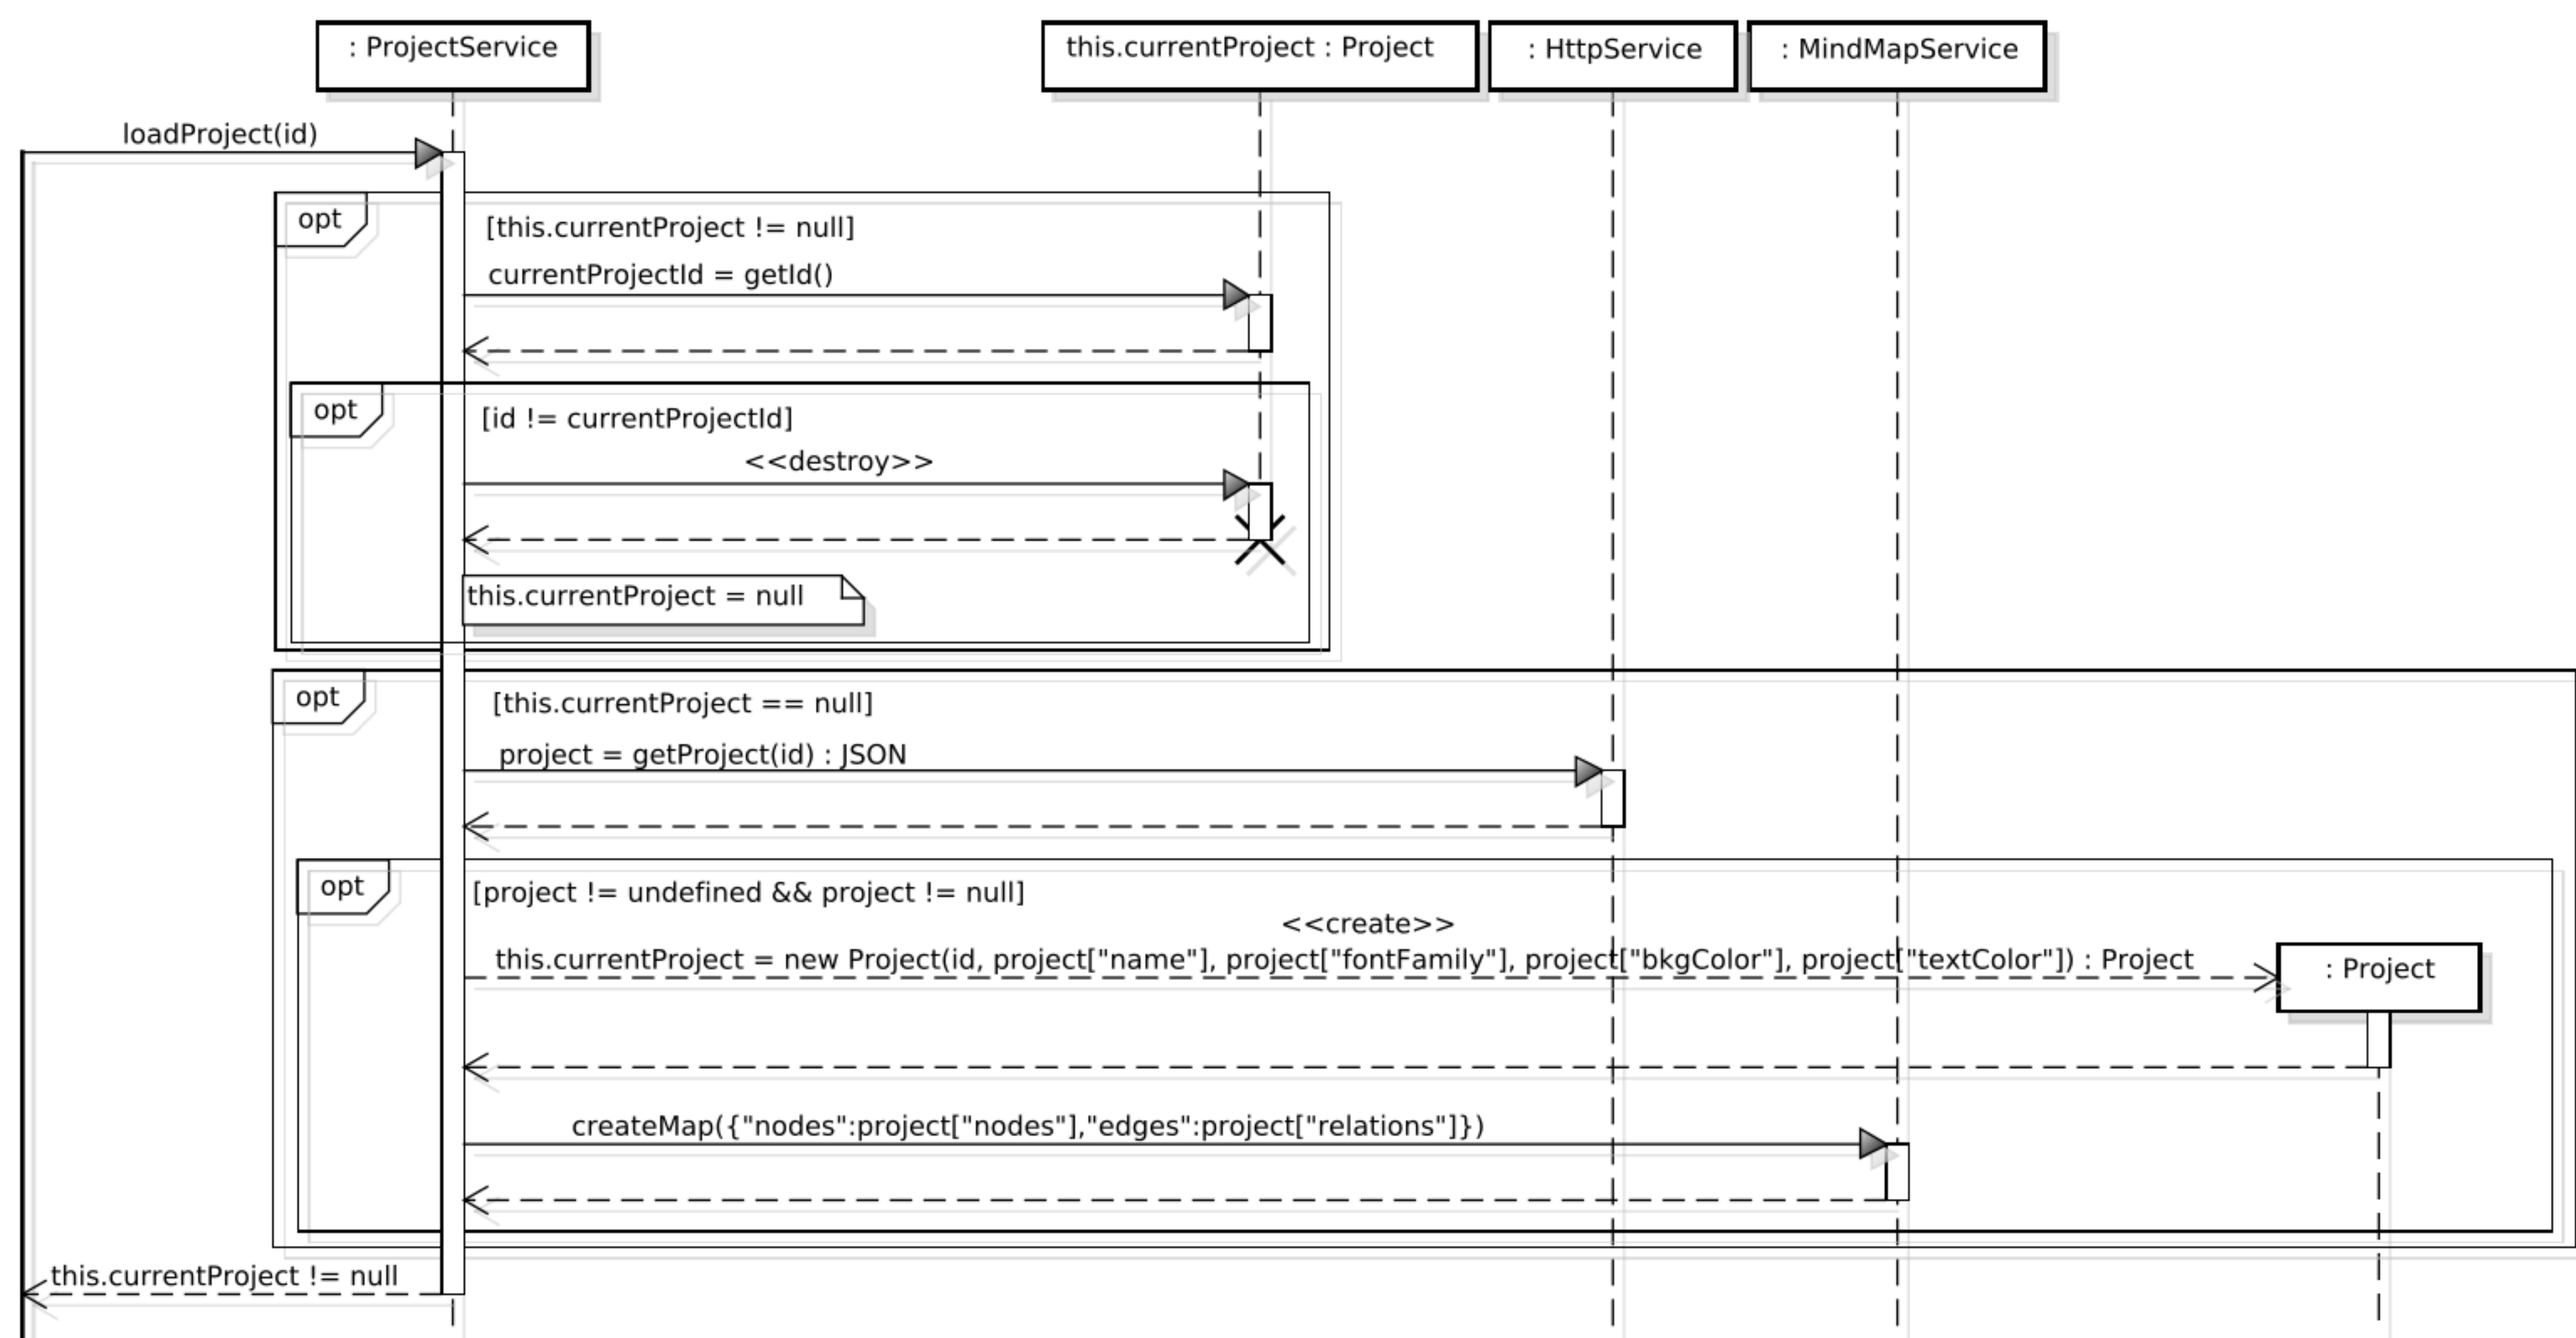 : ProjectService
this.currentProject : Project
: HttpService
: MindMapService
loadProject(id)
opt
[this.currentProject != null]
currentProjectId = getId()
opt
[id != currentProjectId]
<<destroy>>
this.currentProject = null
opt
[this.currentProject == null]
project = getProject(id) : JSON
opt
[project != undefined && project != null]
<<create>>
this.currentProject = new Project(id, project["name"], project["fontFamily"], project["bkgColor"], project["textColor"]) : Project
: Project
createMap({"nodes":project["nodes"],"edges":project["relations"]})
this.currentProject != null